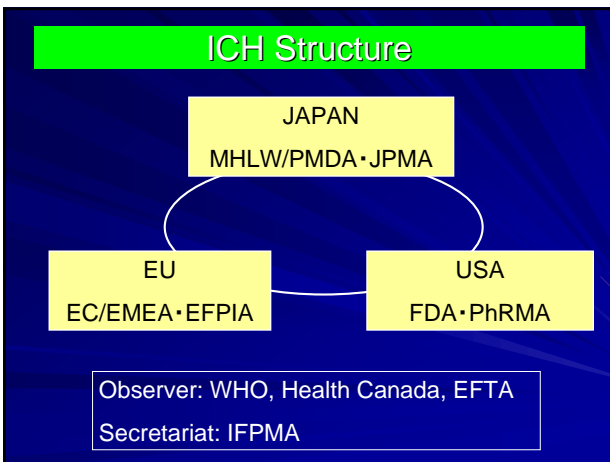 ICH Structure
JAPAN
MHLW/PMDA・JPMA
EU
EC/EMEA・EFPIA
USA
FDA・PhRMA
Observer: WHO, Health Canada, EFTA
Secretariat: IFPMA